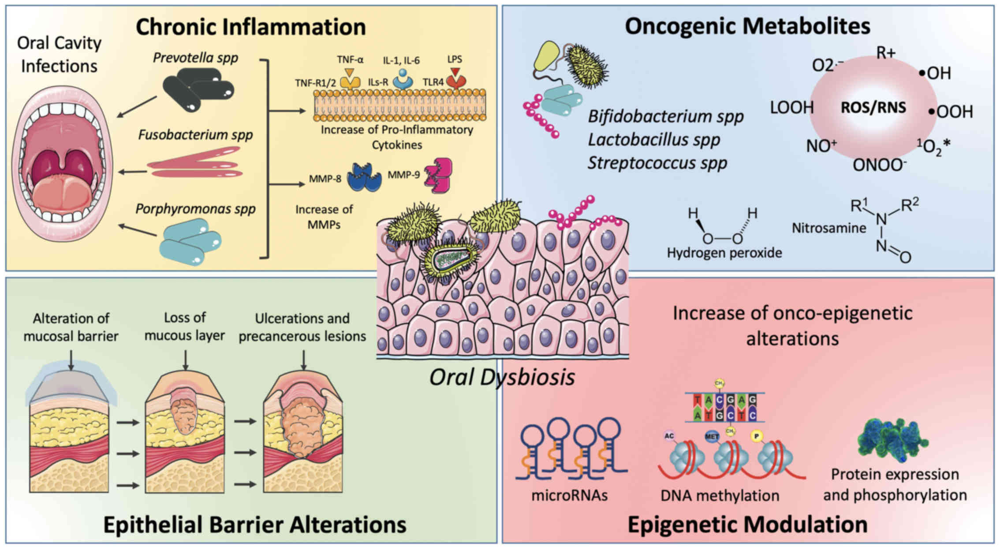 Chronic Inflammation
Oral Cavity
Infections
Prevotella spp
Fusobacterium spp
Porphyromonas spp
TNF-α
IL-1, IL-6
LPS
TNF-R1/2
ILs-R
TLR4
Increase of Pro-Inflammatory
Cytokines
MMP-8
MMP-9
Increase of
MMPs
Oncogenic Metabolites
Bifidobacterium spp
Lactobacillus spp
Streptococcus spp
R+
O2·⁻
•OH
LOOH
ROS/RNS
•OOH
NO⁺
¹O₂*
ONOO⁻
H H
O O
Hydrogen peroxide
R¹ R²
N
Nitrosamine
N
O
Alteration of
mucosal barrier
Loss of
mucous layer
Ulcerations and
precancerous lesions
Epithelial Barrier Alterations
Oral Dysbiosis
Increase of onco-epigenetic
alterations
CH₃
T A C G A G
A T G C T C
CH₃
AC
MET
P
microRNAs
DNA methylation
Protein expression
and phosphorylation
Epigenetic Modulation